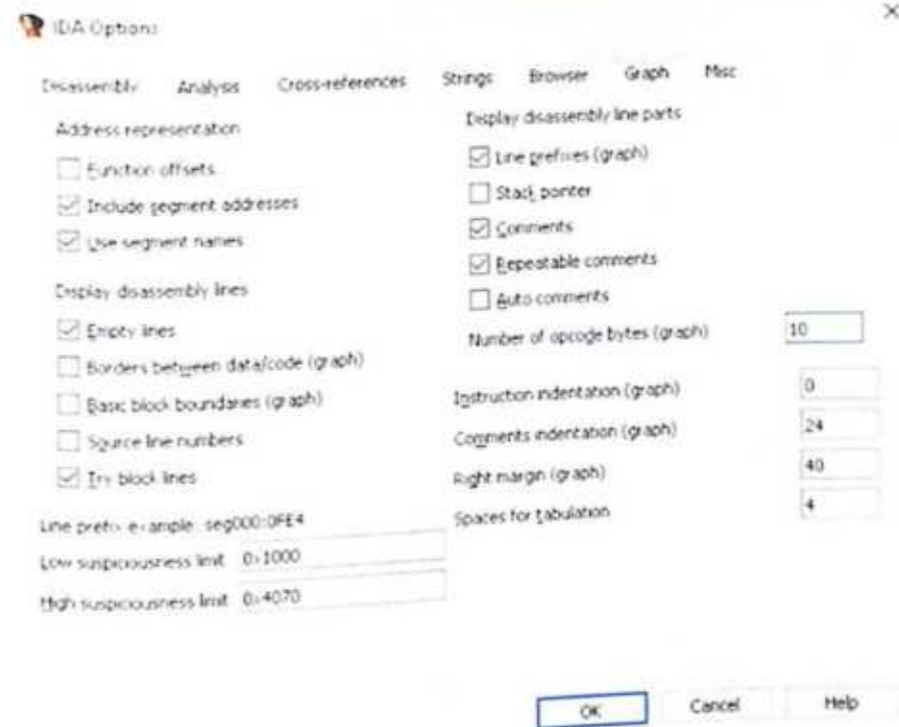 IDA Options
Disassembly Analysis Cross-references Strings Browser Graph Misc
Address representation
Function offsets
Include segment addresses
Use segment names
Display disassembly lines
Empty lines
Borders between data/code (graph)
Basic block boundaries (graph)
Source line numbers
Try block lines
Line prefix example: seg000:0FE4
Low suspiciousness limit 0x1000
High suspiciousness limit 0x4070
Display disassembly line parts
Line prefixes (graph)
Stack pointer
Comments
Repeatable comments
Auto comments
Number of opcode bytes (graph) 10
Instruction indentation (graph) 0
Comments indentation (graph) 24
Right margin (graph) 40
Spaces for tabulation 4
OK Cancel Help